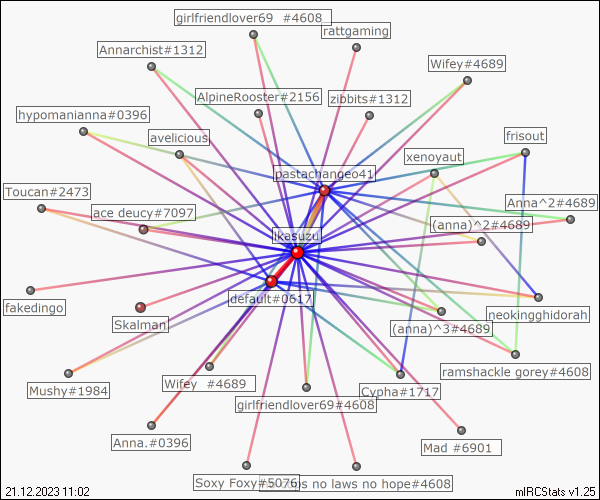 girlfriendlover69 #4608
rattgaming
Annarchist#1312
Wifey#4689
AlpineRooster#2156
zibbits#1312
hypomanianna#0396
avelicious
frisout
xenoyaut
pastachangeo41
Toucan#2473
Anna^2#4689
ace deucy#7097
(anna)^2#4689
ikasuzu
fakedingo
default#0617
neokingghidorah
Skalman
(anna)^3#4689
ramshackle gorey#4608
Mushy#1984
Wifey #4689
Cypha#1717
girlfriendlover69#4608
Anna.#0396
Mad #6901
Soxy Foxy#5076
no laws no hope#4608
21.12.2023 11:02
mIRCStats v1.25